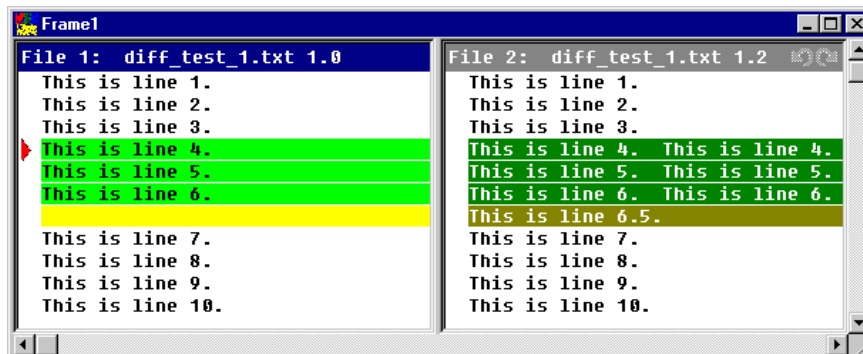 Frame1
File 1:  diff_test_1.txt 1.0
This is line 1.
This is line 2.
This is line 3.
This is line 4.
This is line 5.
This is line 6.
This is line 7.
This is line 8.
This is line 9.
This is line 10.
File 2:  diff_test_1.txt 1.2
This is line 1.
This is line 2.
This is line 3.
This is line 4.  This is line 4.
This is line 5.  This is line 5.
This is line 6.  This is line 6.
This is line 6.5.
This is line 7.
This is line 8.
This is line 9.
This is line 10.